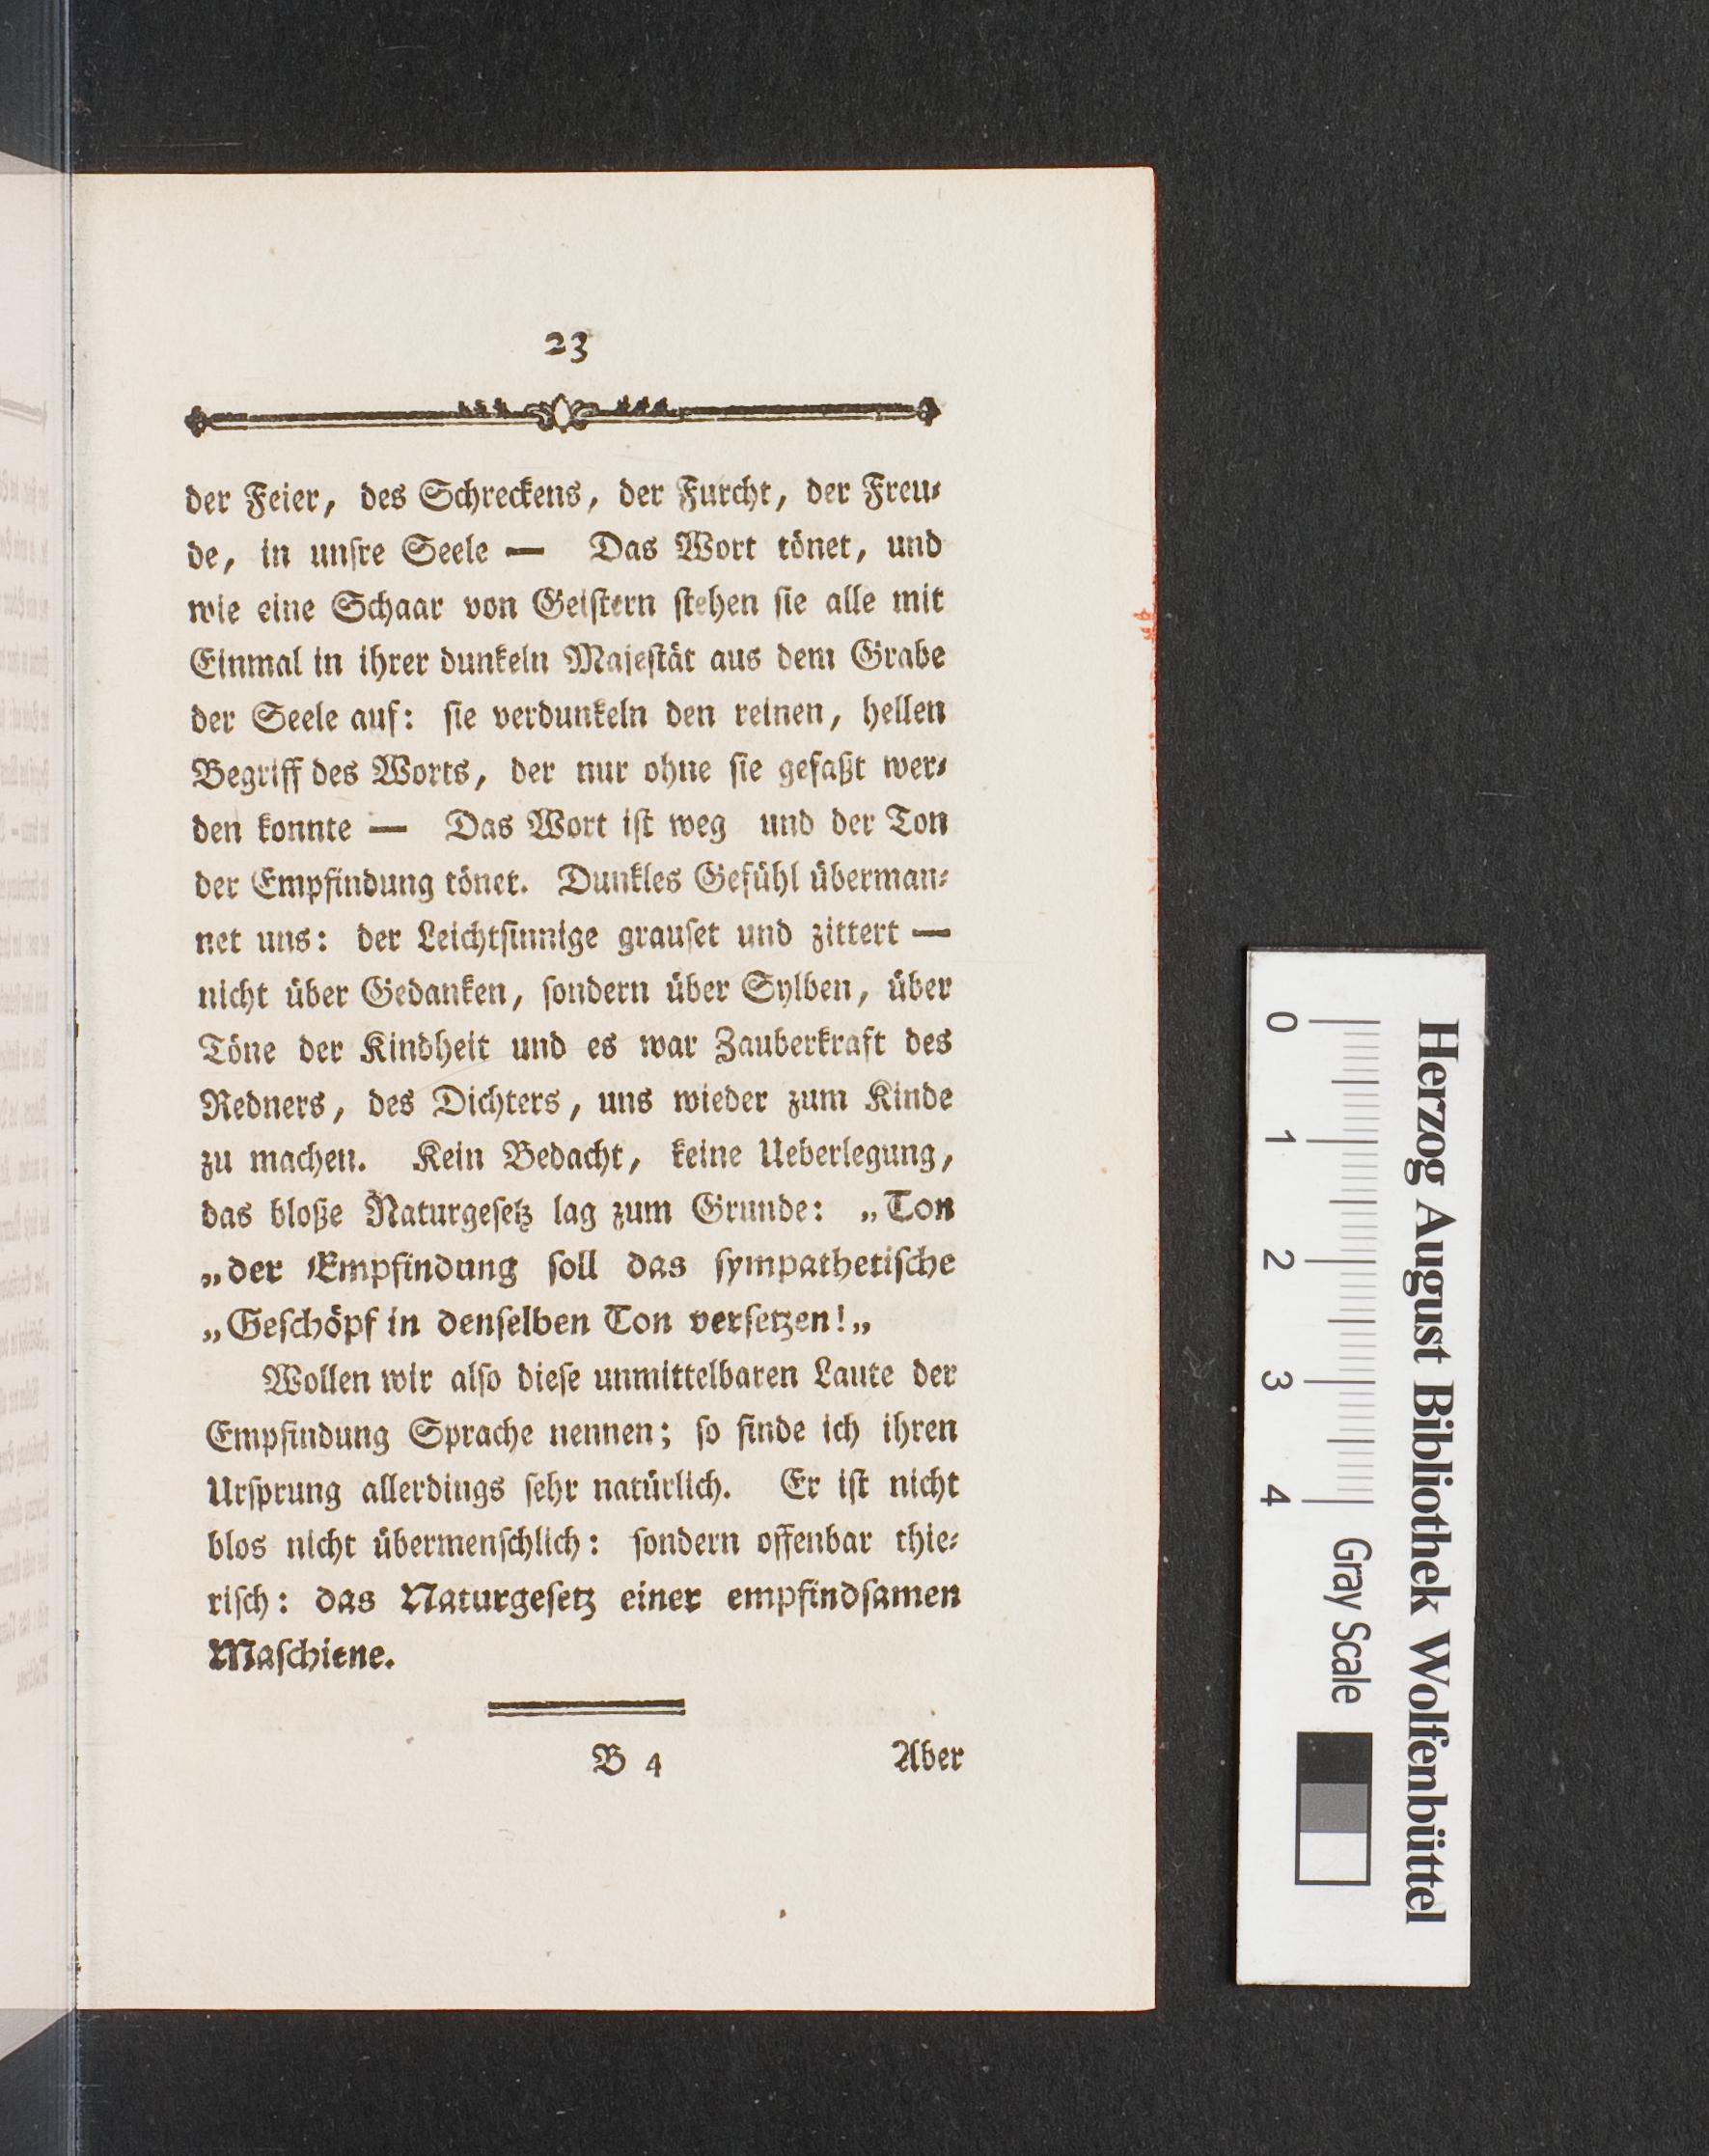 23
der Feier, des Schreckens, der Furcht, der Freu⸗
de, in unſre Seele — Das Wort tönet, und
wie eine Schaar von Geiſtern ſtehen ſie alle mit
Einmal in ihrer dunkeln Majeſtät aus dem Grabe
der Seele auf: ſie verdunkeln den reinen, hellen
Begriff des Worts, der nur ohne ſie gefaßt wer⸗
den konnte — Das Wort iſt weg und der Ton
der Empfindung tönet. Dunkles Gefühl überman⸗
net uns: der Leichtſinnige grauſet und zittert —
nicht über Gedanken, ſondern über Sylben, über
Töne der Kindheit und es war Zauberkraft des
Redners, des Dichters, uns wieder zum Kinde
zu machen. Kein Bedacht, keine Ueberlegung,
das bloße Naturgeſetz lag zum Grunde: „Ton
„der Empfindung ſoll das ſympathetiſche
„Geſchöpf in denſelben Ton verſetzen!„
Wollen wir alſo dieſe unmittelbaren Laute der
Empfindung Sprache nennen; ſo finde ich ihren
Urſprung allerdings ſehr natürlich. Er iſt nicht
blos nicht übermenſchlich: ſondern offenbar thie⸗
riſch: das Naturgeſetz einer empfindſamen
Maſchiene.
B 4 Aber
Herzog August Bibliothek Wolfenbüttel
0 1 2 3 4 Gray Scale